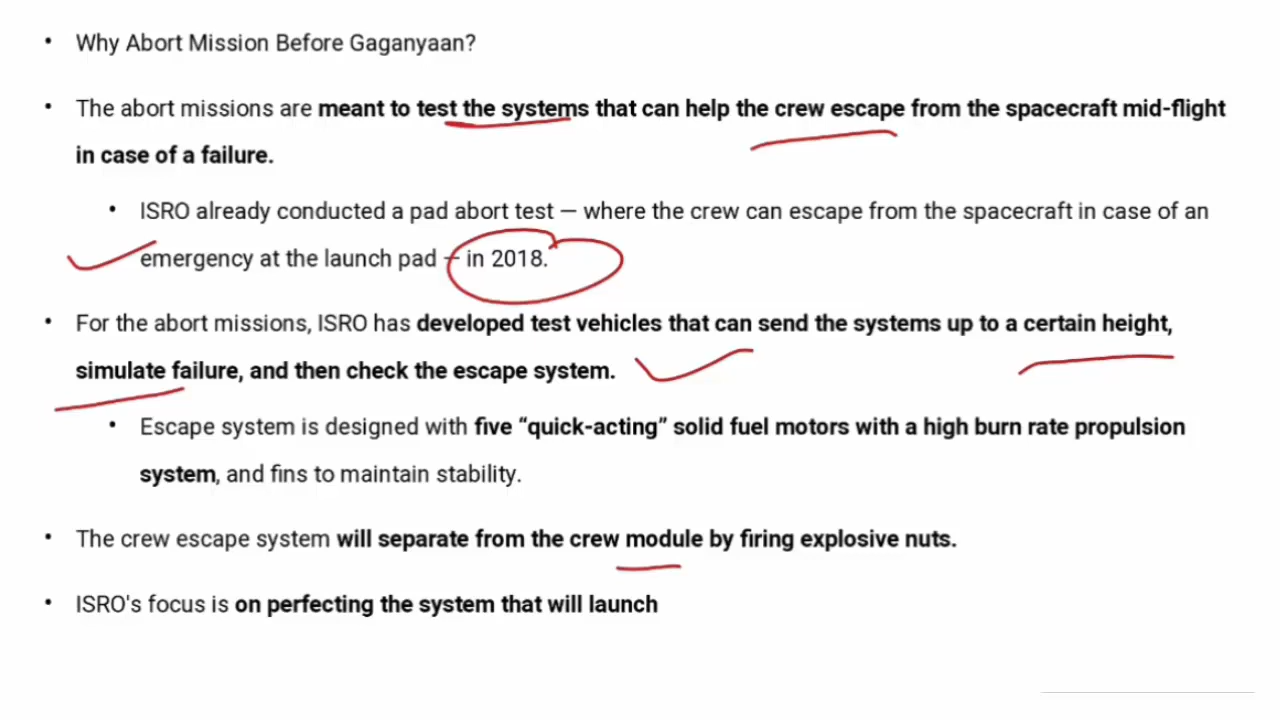 • Why Abort Mission Before Gaganyaan?
• The abort missions are meant to test the systems that can help the crew escape from the spacecraft mid-flight
in case of a failure.
• ISRO already conducted a pad abort test — where the crew can escape from the spacecraft in case of an
emergency at the launch pad — in 2018.
• For the abort missions, ISRO has developed test vehicles that can send the systems up to a certain height,
simulate failure, and then check the escape system.
• Escape system is designed with five “quick-acting” solid fuel motors with a high burn rate propulsion
system, and fins to maintain stability.
• The crew escape system will separate from the crew module by firing explosive nuts.
• ISRO's focus is on perfecting the system that will launch